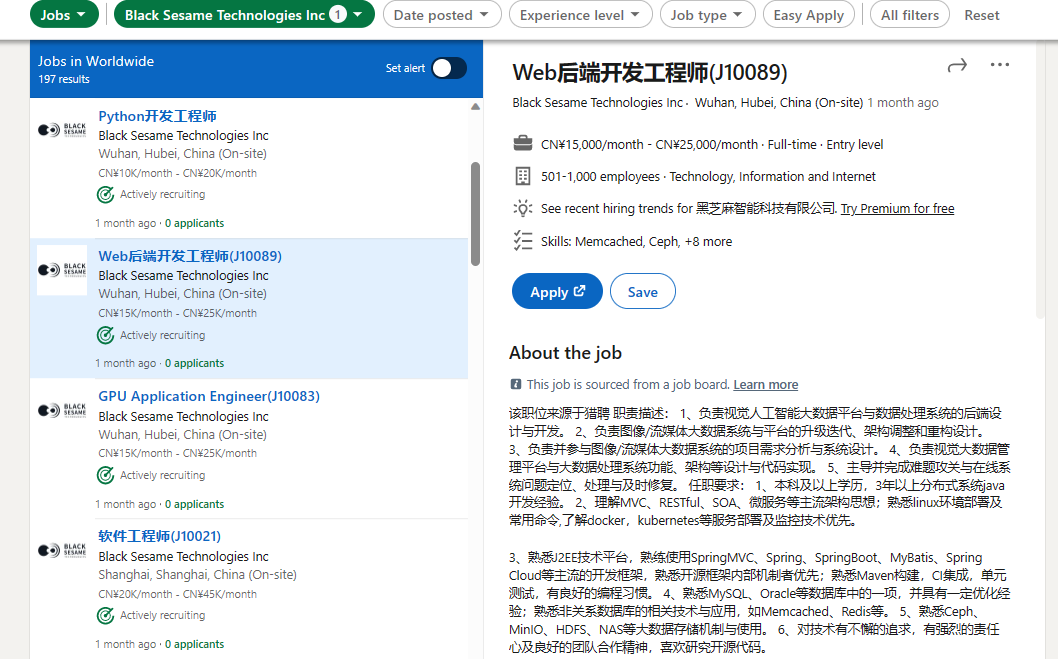 Jobs
Black Sesame Technologies Inc 1
Date posted
Experience level
Job type
Easy Apply
All filters
Reset
Jobs in Worldwide
197 results
Set alert
BLACK
SESAME
Python开发工程师
Black Sesame Technologies Inc
Wuhan, Hubei, China (On-site)
CN¥10K/month - CN¥20K/month
Actively recruiting
1 month ago · 0 applicants
BLACK
SESAME
Web后端开发工程师(J10089)
Black Sesame Technologies Inc
Wuhan, Hubei, China (On-site)
CN¥15K/month - CN¥25K/month
Actively recruiting
1 month ago · 0 applicants
BLACK
SESAME
GPU Application Engineer(J10083)
Black Sesame Technologies Inc
Wuhan, Hubei, China (On-site)
CN¥15K/month - CN¥25K/month
Actively recruiting
1 month ago · 0 applicants
BLACK
SESAME
软件工程师(J10021)
Black Sesame Technologies Inc
Shanghai, Shanghai, China (On-site)
CN¥20K/month - CN¥45K/month
Actively recruiting
1 month ago · 0 applicants
Web后端开发工程师(J10089)
Black Sesame Technologies Inc · Wuhan, Hubei, China (On-site) 1 month ago
CN¥15,000/month - CN¥25,000/month · Full-time · Entry level
501-1,000 employees · Technology, Information and Internet
See recent hiring trends for 黑芝麻智能科技有限公司. Try Premium for free
Skills: Memcached, Ceph, +8 more
Apply
Save
About the job
This job is sourced from a job board. Learn more
该职位来源于猎聘 职责描述： 1、负责视觉人工智能大数据平台与数据处理系统的后端设
计与开发。 2、负责图像/流媒体大数据系统与平台的升级迭代、架构调整和重构设计。
3、负责并参与图像/流媒体大数据系统的项目需求分析与系统设计。 4、负责视觉大数据管
理平台与大数据处理系统功能、架构等设计与代码实现。 5、主导并完成难题攻关与在线系
统问题定位、处理与及时修复。 任职要求： 1、本科及以上学历，3年以上分布式系统java
开发经验。 2、理解MVC、RESTful、SOA、微服务等主流架构思想；熟悉linux环境部署及
常用命令,了解docker，kubernetes等服务部署及监控技术优先。
3、熟悉J2EE技术平台，熟练使用SpringMVC、Spring、SpringBoot、MyBatis、Spring
Cloud等主流的开发框架，熟悉开源框架内部机制者优先；熟悉Maven构建，CI集成，单元
测试，有良好的编程习惯。 4、熟悉MySQL、Oracle等数据库中的一项，并具有一定优化经
验；熟悉非关系数据库的相关技术与应用，如Memcached、Redis等。 5、熟悉Ceph、
MinIO、HDFS、NAS等大数据存储机制与使用。 6、对技术有不懈的追求，有强烈的责任
心及良好的团队合作精神，喜欢研究开源代码。